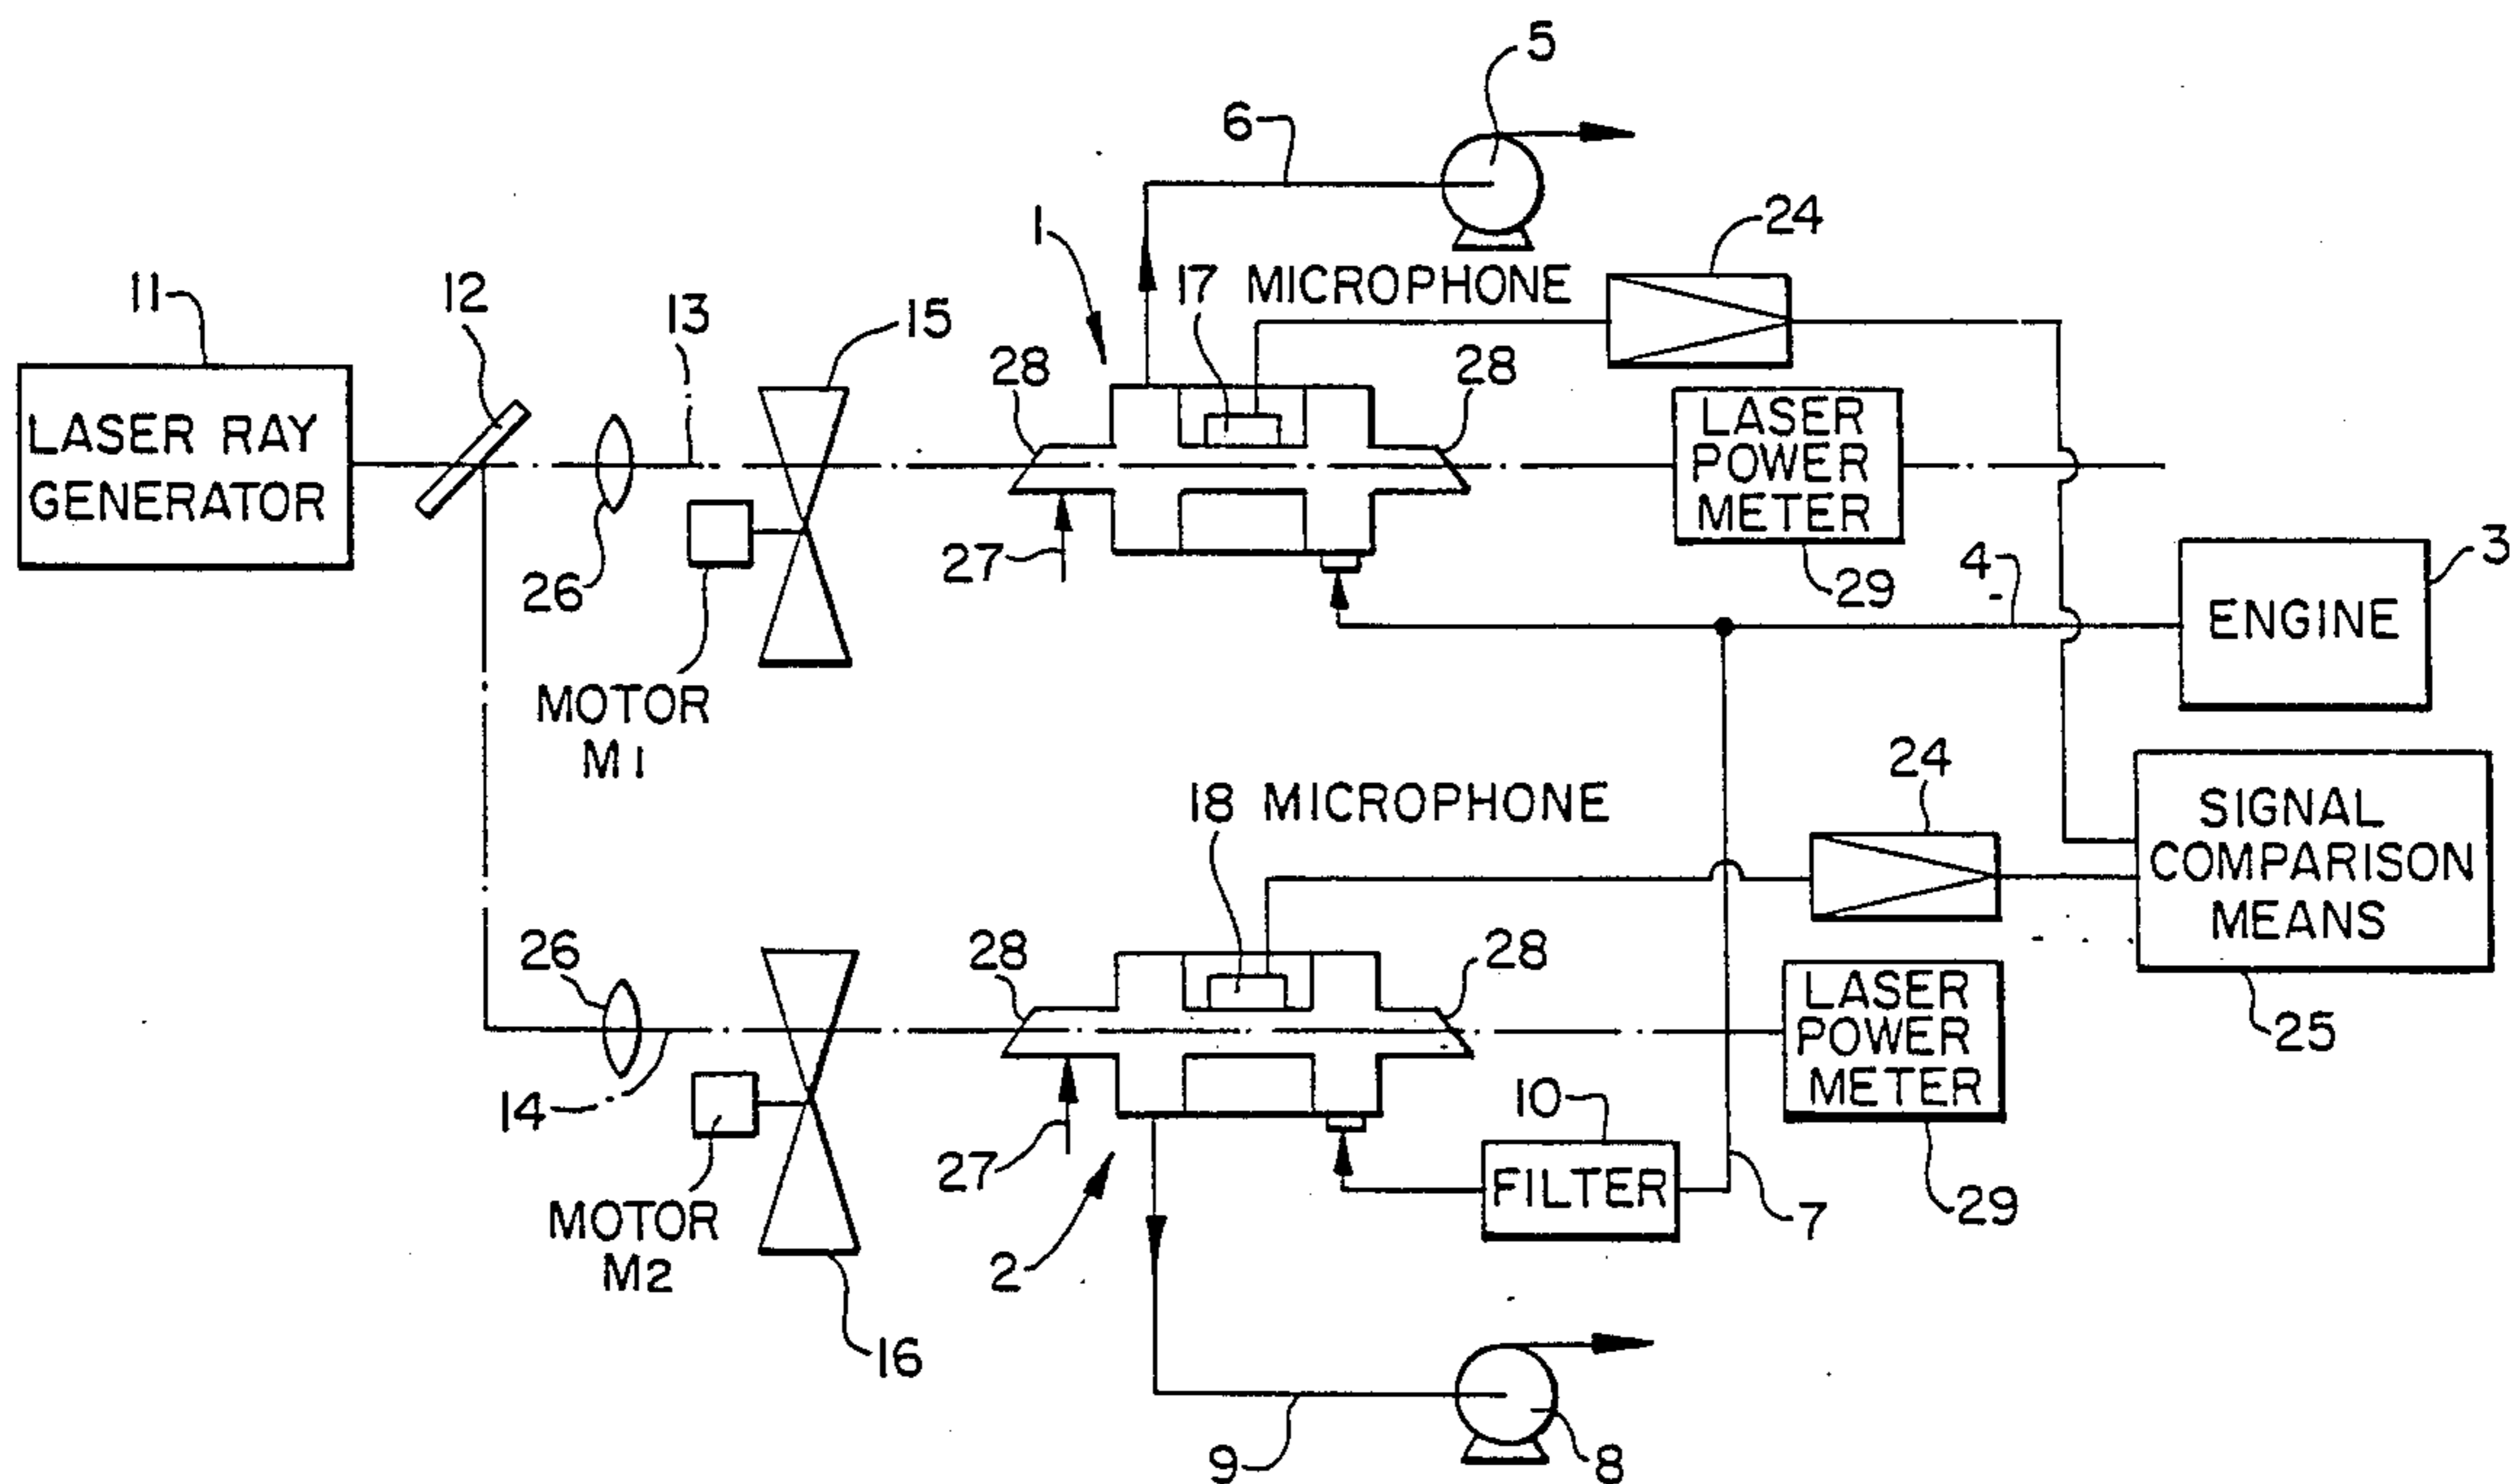 5
6
24
1
17 MICROPHONE
11
12
13
15
28
28
LASER RAY
GENERATOR
LASER
POWER
METER
26
27
29
4
3
ENGINE
MOTOR
M1
18 MICROPHONE
24
SIGNAL
COMPARISON
MEANS
26
28
28
LASER
POWER
METER
25
14
10
27
FILTER
7
29
MOTOR
M2
2
16
9
8